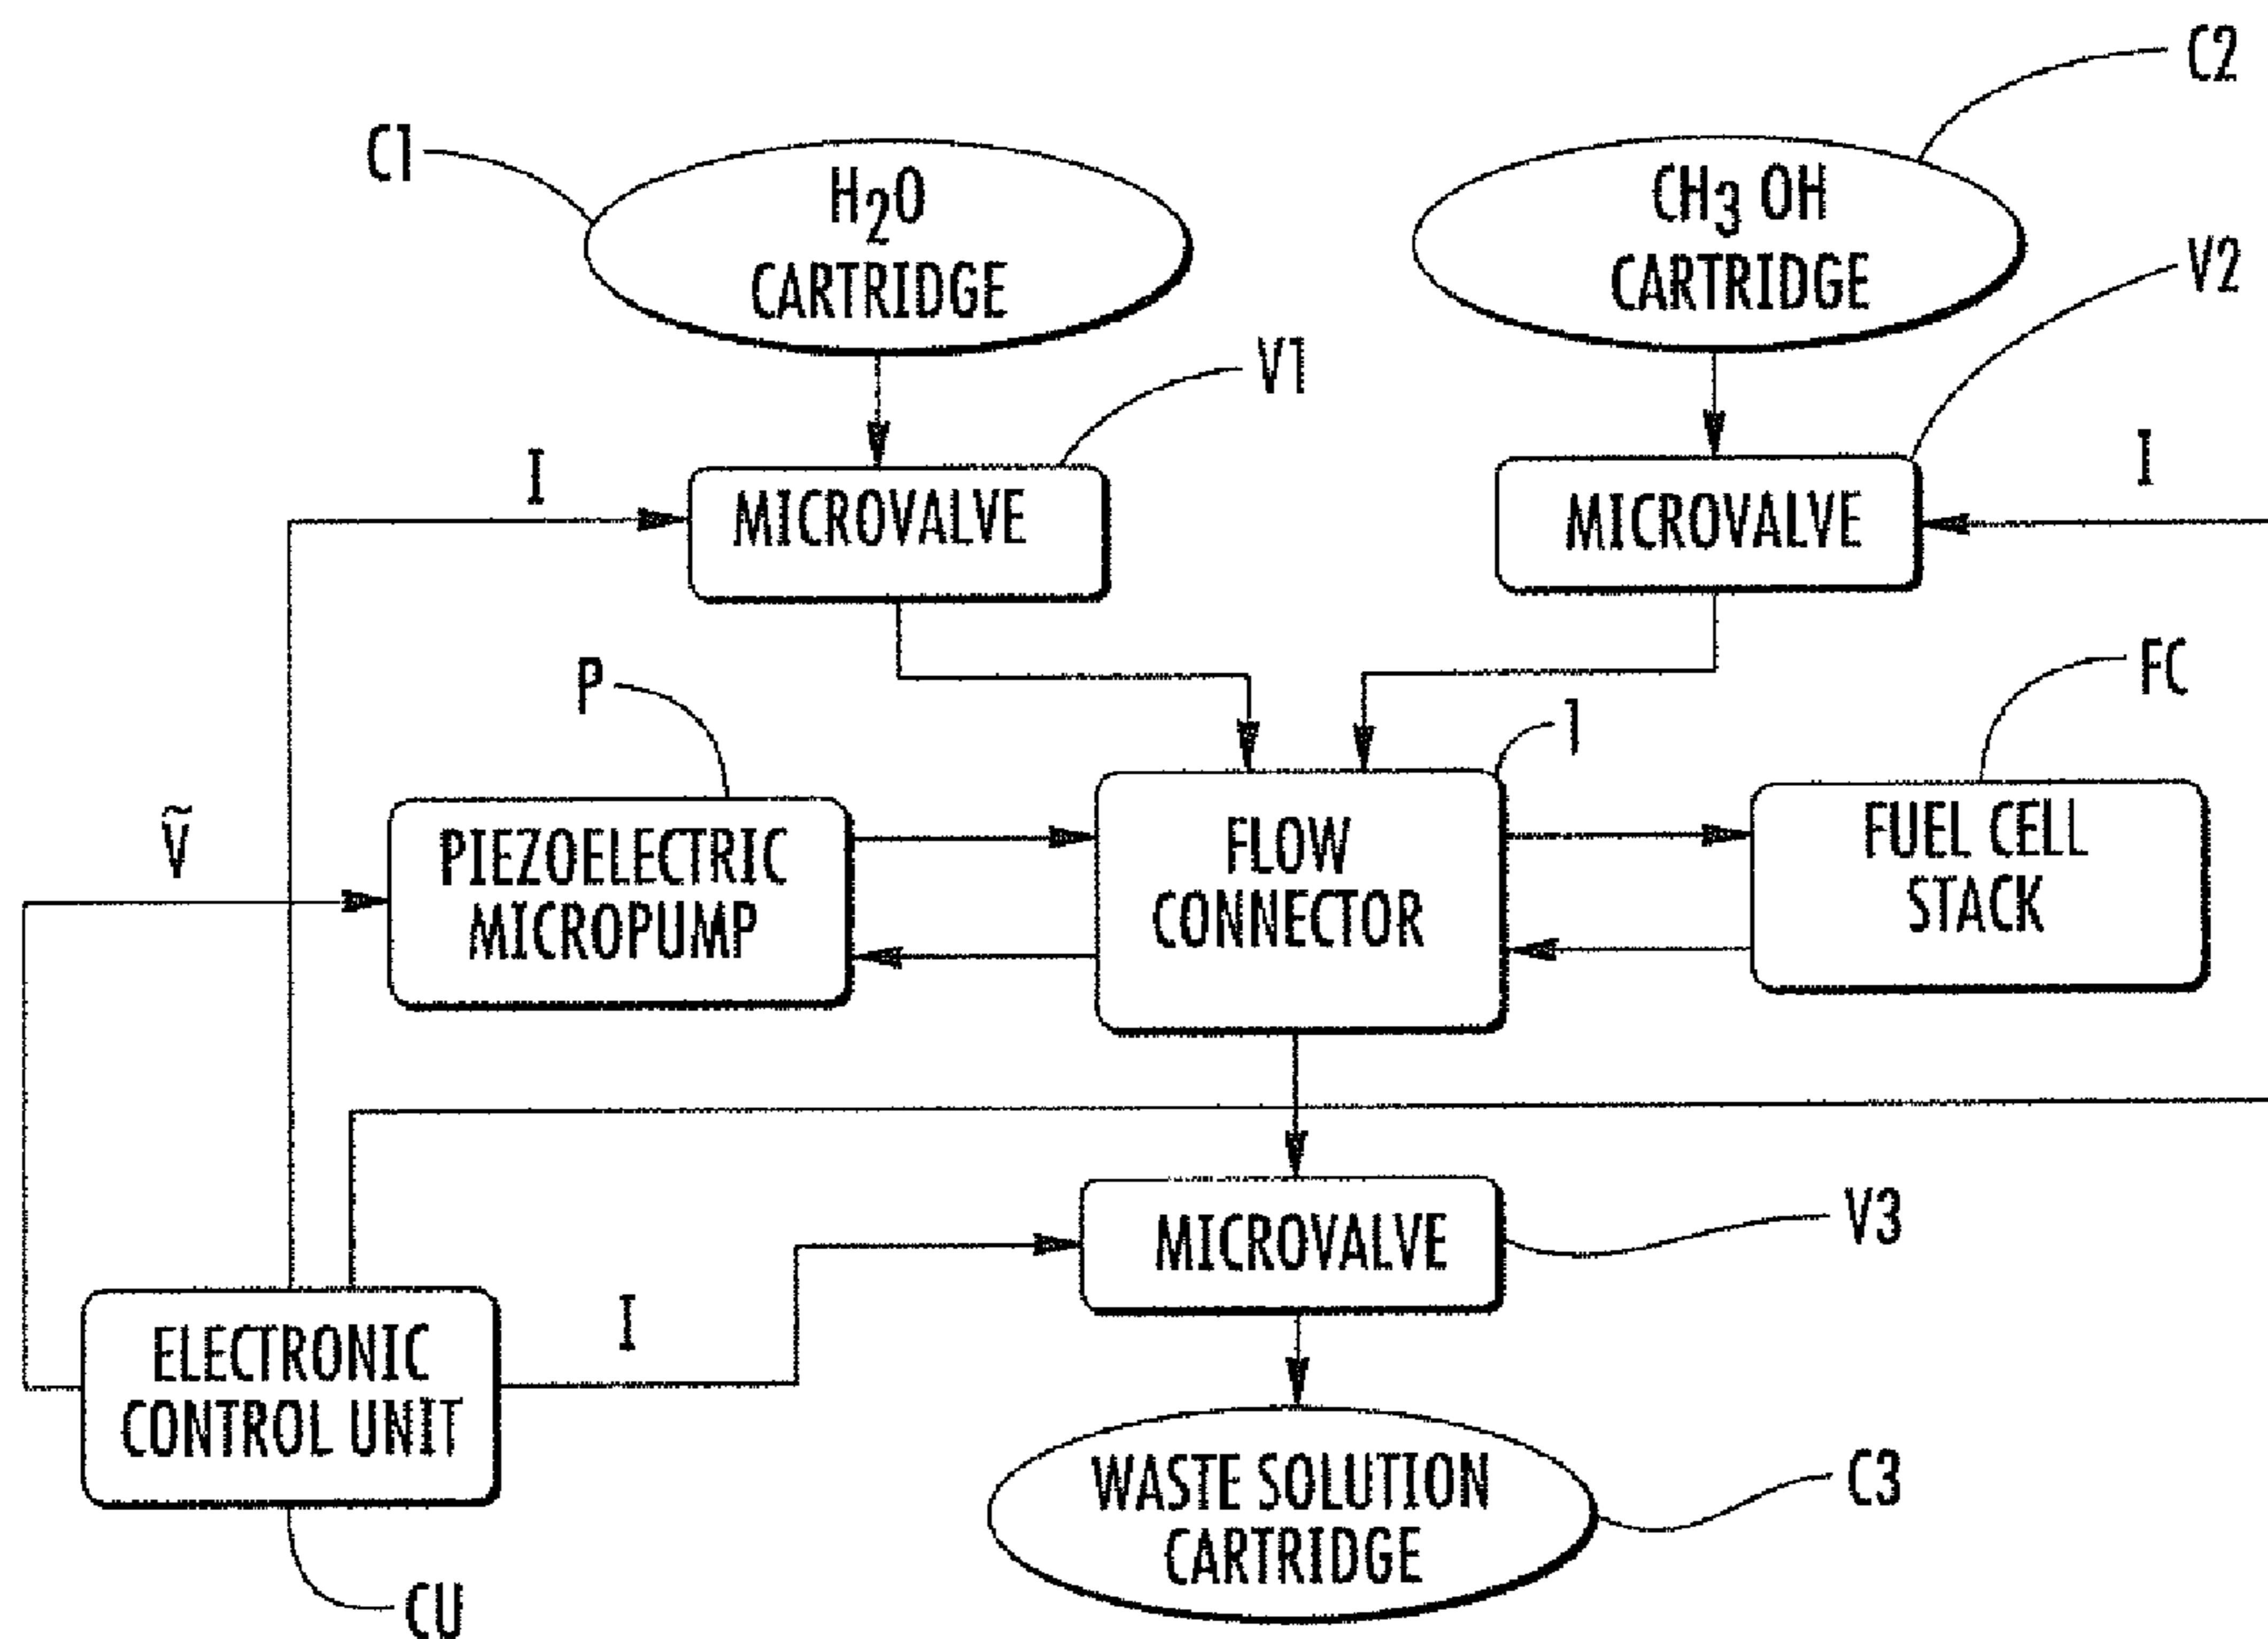 C2
C1
H₂O
CARTRIDGE
CH₃ OH
CARTRIDGE
V2
V1
I
I
MICROVALVE
MICROVALVE
P
1
FC
Ṽ
PIEZOELECTRIC
MICROPUMP
FLOW
CONNECTOR
FUEL CELL
STACK
MICROVALVE
V3
I
ELECTRONIC
CONTROL UNIT
WASTE SOLUTION
CARTRIDGE
C3
CU